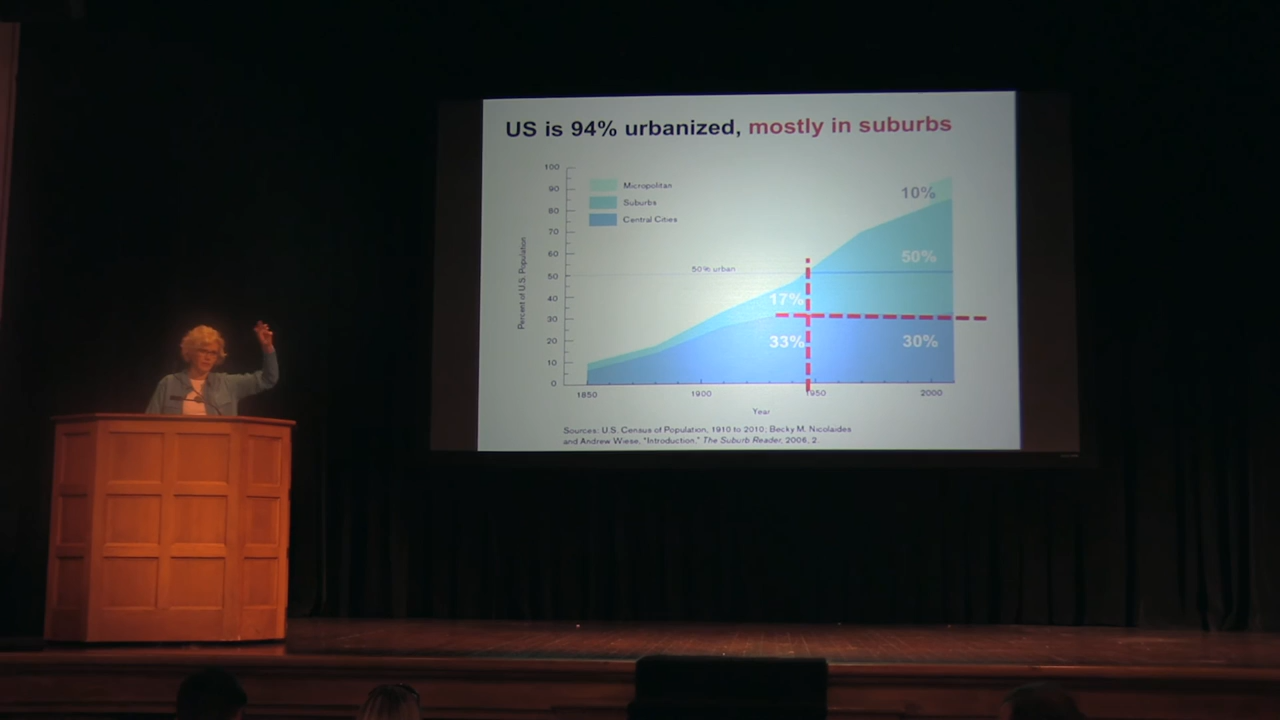 US is 94% urbanized, mostly in suburbs
100
90
80
70
60
50
40
30
20
10
0
Percent of U.S. Population
Micropolitan
Suburbs
Central Cities
50% urban
10%
50%
17%
33%
30%
1850
1900
1950
2000
Year
Sources: U.S. Census of Population, 1910 to 2010; Becky M. Nicolaides
and Andrew Wiese, "Introduction," The Suburb Reader, 2006, 2.